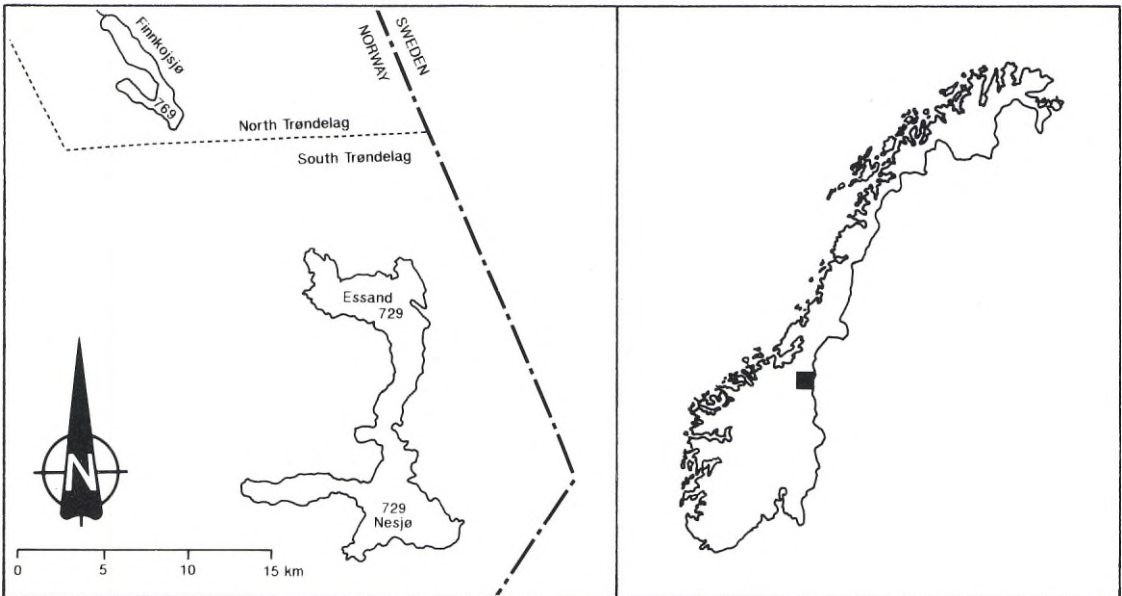 Finnkojsjø
769
SWEDEN
NORWAY
North Trøndelag
South Trøndelag
Essand
729
729
Nesjø
N
0 5 10 15 km